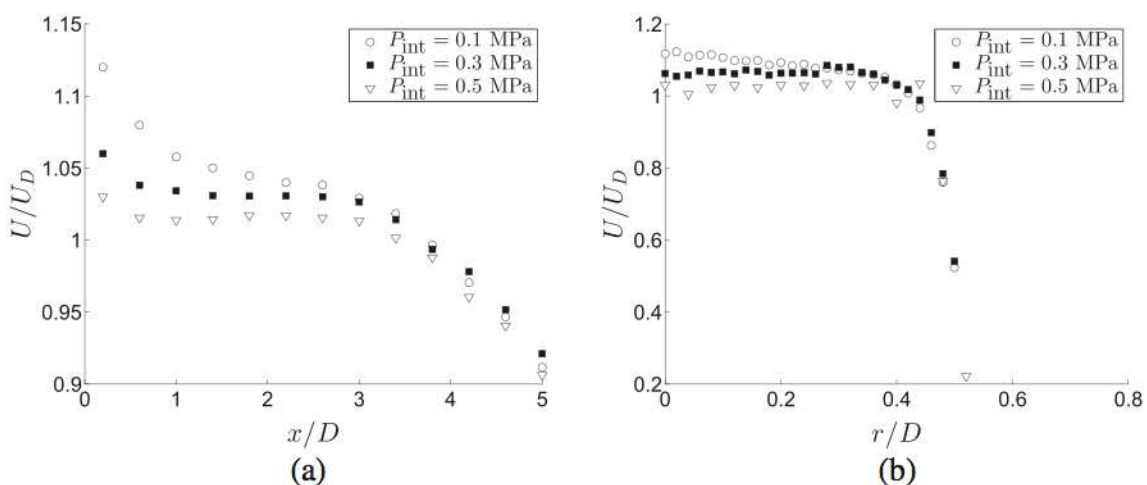 1.15
1.1
1.05
1
0.95
0.9
U/U_D
0 1 2 3 4 5
x/D
P_int = 0.1 MPa
P_int = 0.3 MPa
P_int = 0.5 MPa
(a)
1.2
1
0.8
0.6
0.4
0.2
U/U_D
0 0.2 0.4 0.6 0.8
r/D
P_int = 0.1 MPa
P_int = 0.3 MPa
P_int = 0.5 MPa
(b)